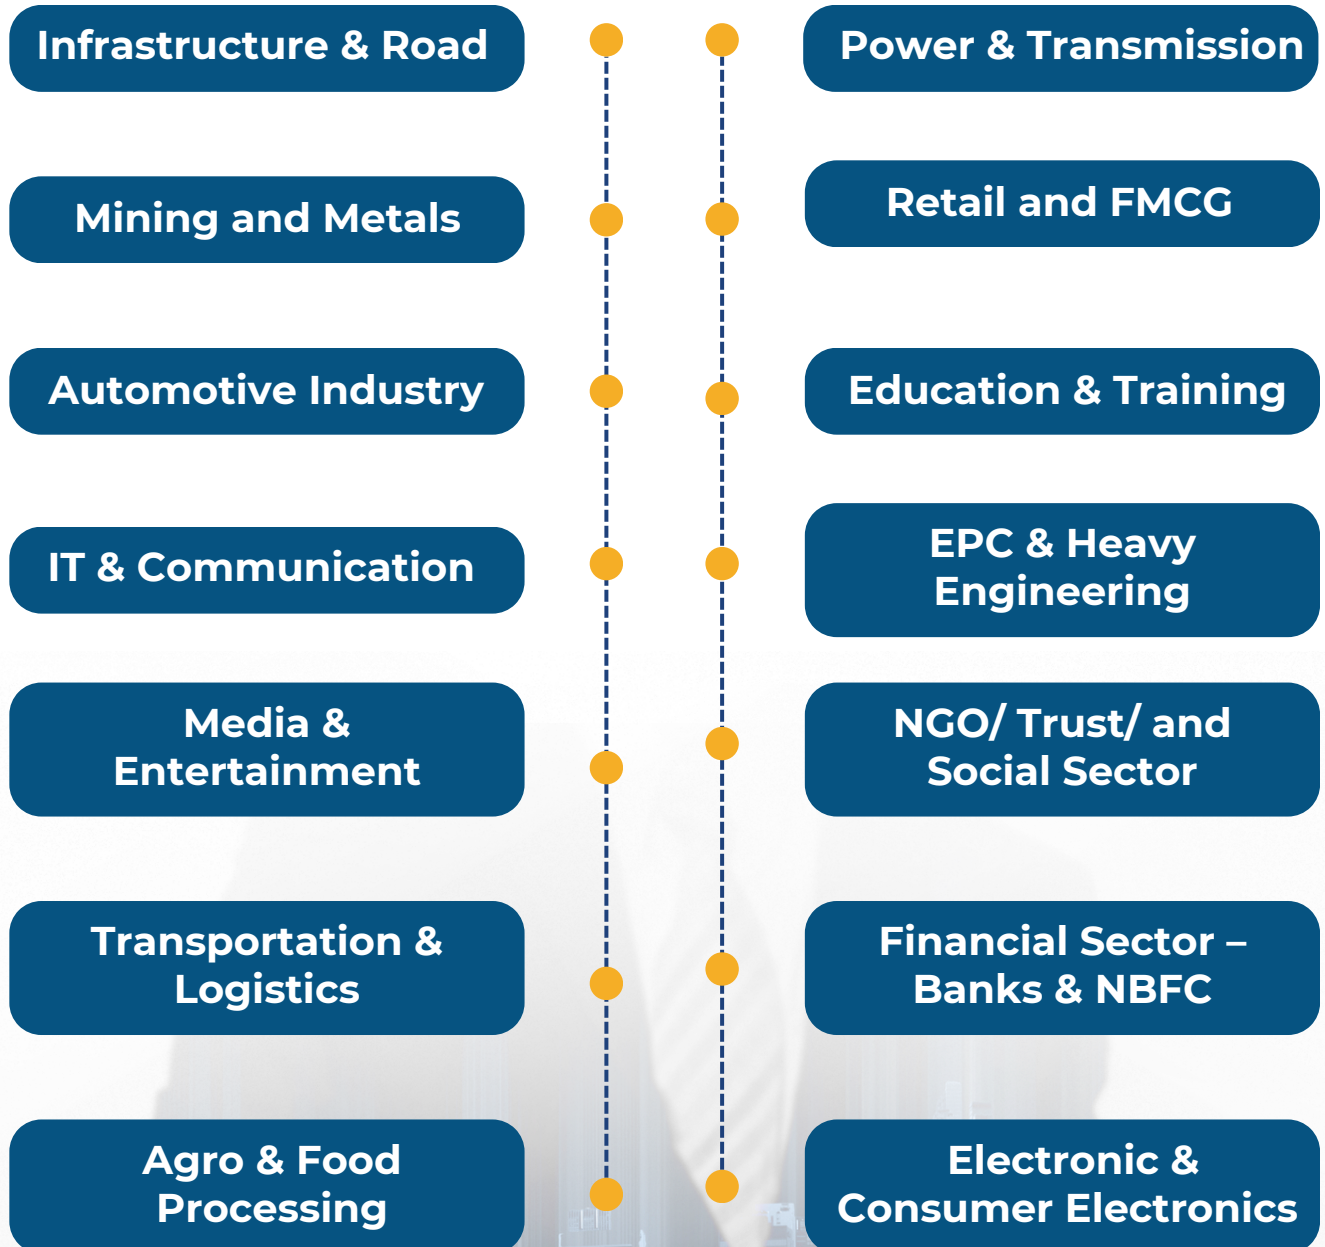 Infrastructure & Road
Power & Transmission
Mining and Metals
Retail and FMCG
Automotive Industry
Education & Training
IT & Communication
EPC & Heavy
Engineering
Media &
Entertainment
NGO/ Trust/ and
Social Sector
Transportation &
Logistics
Financial Sector –
Banks & NBFC
Agro & Food
Processing
Electronic &
Consumer Electronics